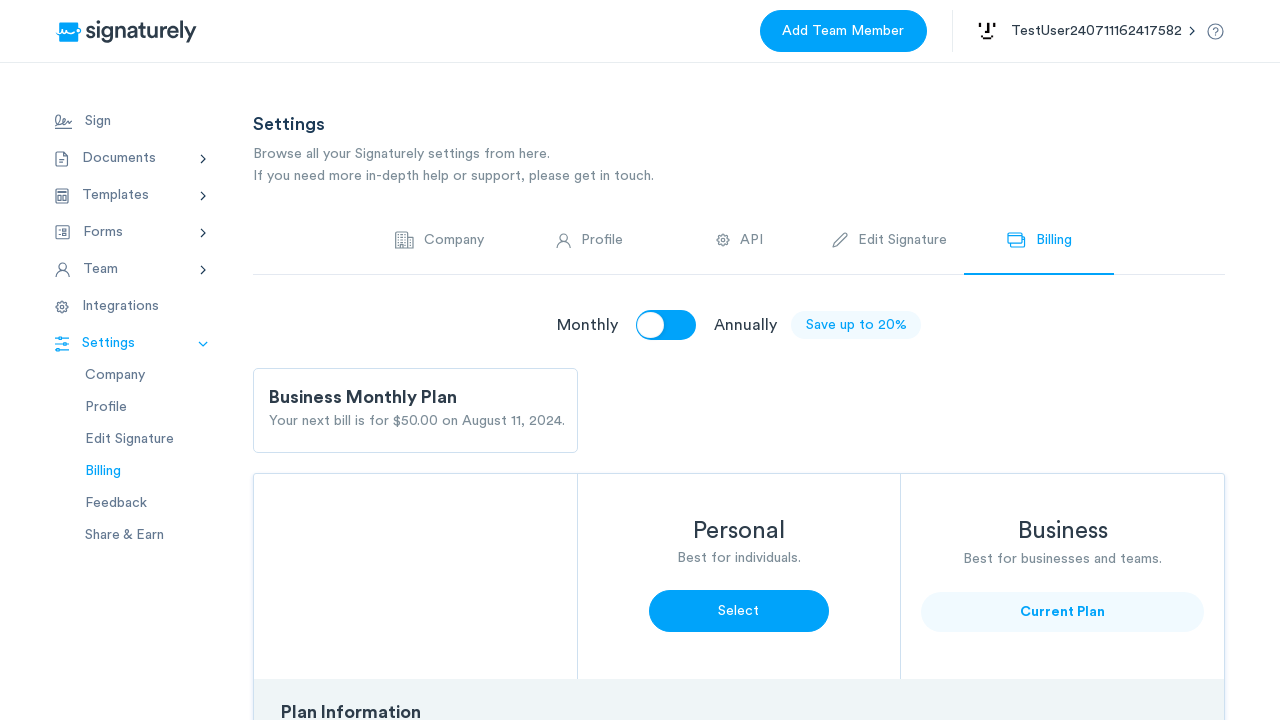 signaturely
Add Team Member
TestUser240711162417582
Sign
Documents
Templates
Forms
Team
Integrations
Settings
Company
Profile
Edit Signature
Billing
Feedback
Share & Earn
Settings
Browse all your Signaturely settings from here.
If you need more in-depth help or support, please get in touch.
Company
Profile
API
Edit Signature
Billing
Monthly
Annually
Save up to 20%
Business Monthly Plan
Your next bill is for $50.00 on August 11, 2024.
Personal
Best for individuals.
Select
Business
Best for businesses and teams.
Current Plan
Plan Information